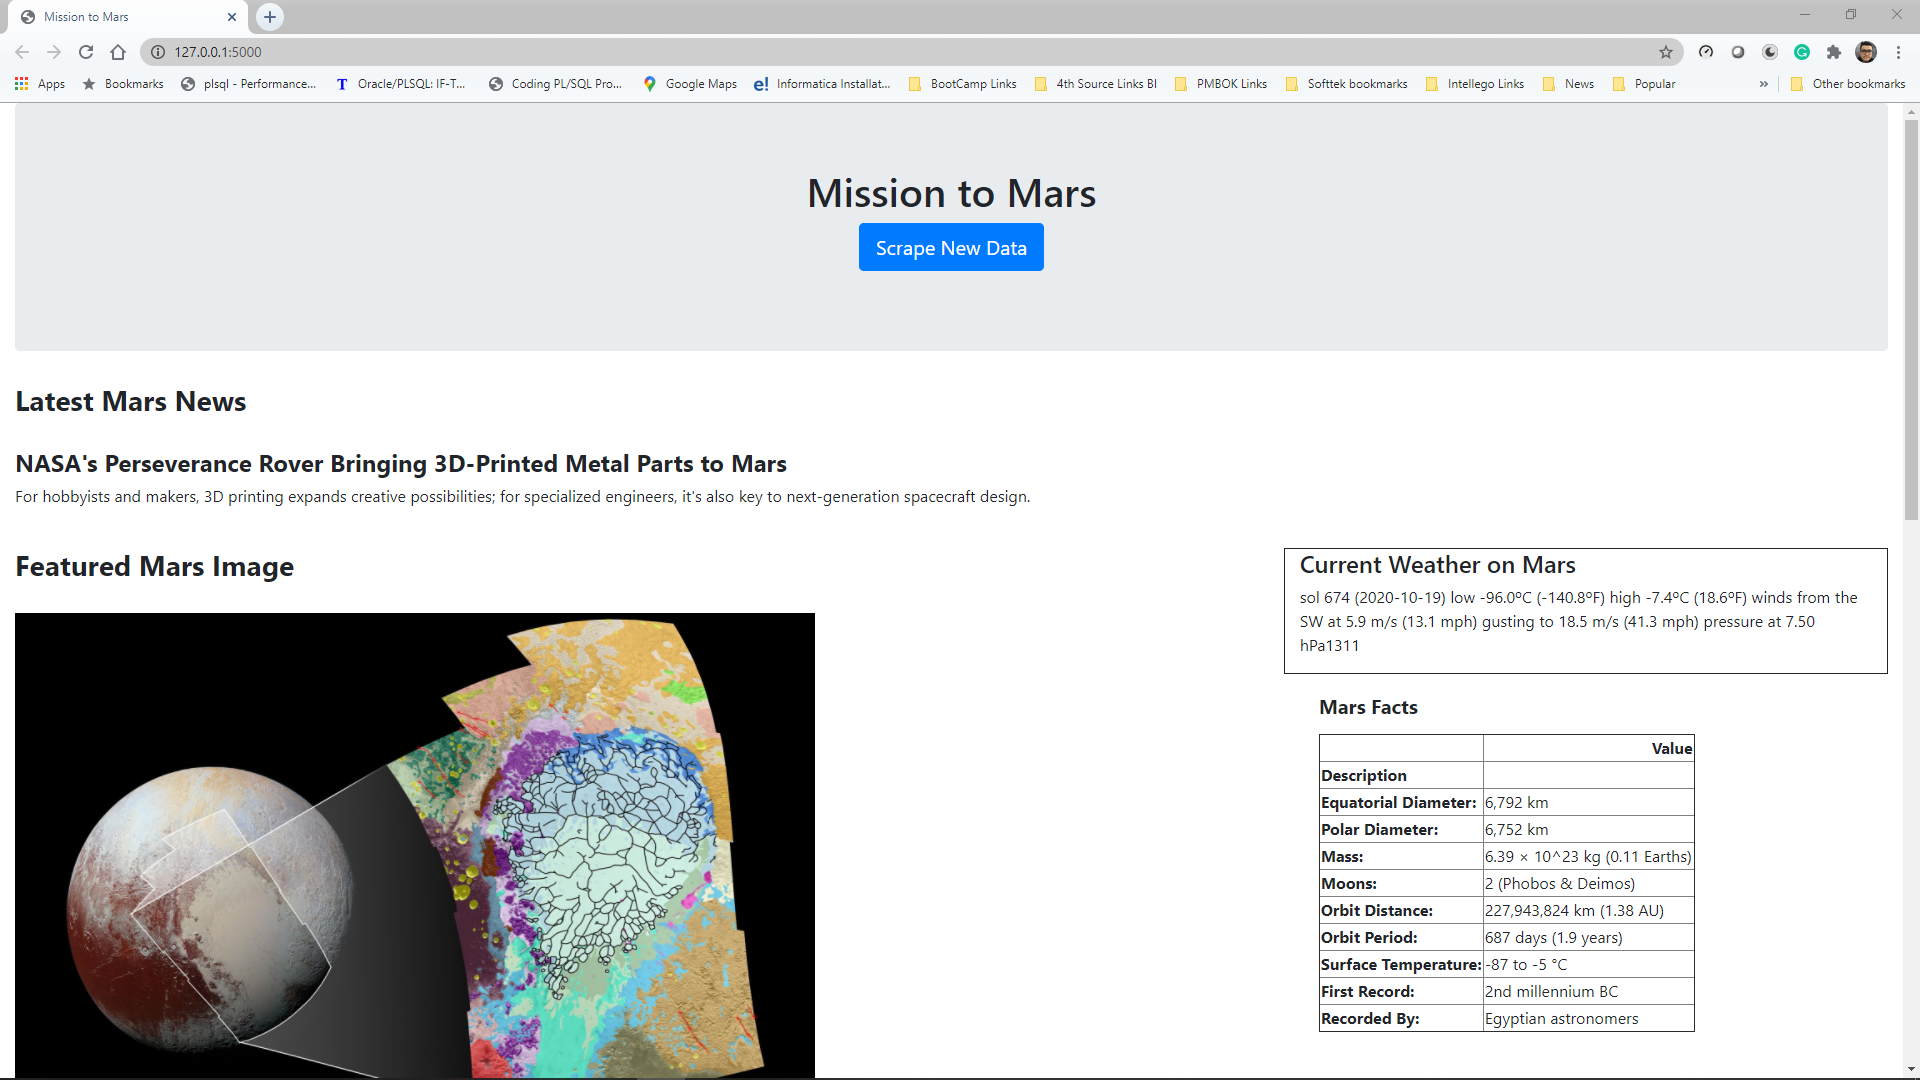 Mission to Mars
127.0.0.1:5000
Apps Bookmarks plsql - Performance... T Oracle/PLSQL: IF-T... Coding PL/SQL Pro... Google Maps e! Informatica Installat... BootCamp Links 4th Source Links BI PMBOK Links Softtek bookmarks Intellego Links News Popular » Other bookmarks
Mission to Mars
Scrape New Data
Latest Mars News
NASA's Perseverance Rover Bringing 3D-Printed Metal Parts to Mars
For hobbyists and makers, 3D printing expands creative possibilities; for specialized engineers, it's also key to next-generation spacecraft design.
Featured Mars Image
Current Weather on Mars
sol 674 (2020-10-19) low -96.0ºC (-140.8ºF) high -7.4ºC (18.6ºF) winds from the
SW at 5.9 m/s (13.1 mph) gusting to 18.5 m/s (41.3 mph) pressure at 7.50
hPa1311
Mars Facts
Value
Description
Equatorial Diameter: 6,792 km
Polar Diameter: 6,752 km
Mass: 6.39 × 10^23 kg (0.11 Earths)
Moons: 2 (Phobos & Deimos)
Orbit Distance: 227,943,824 km (1.38 AU)
Orbit Period: 687 days (1.9 years)
Surface Temperature: -87 to -5 °C
First Record: 2nd millennium BC
Recorded By: Egyptian astronomers